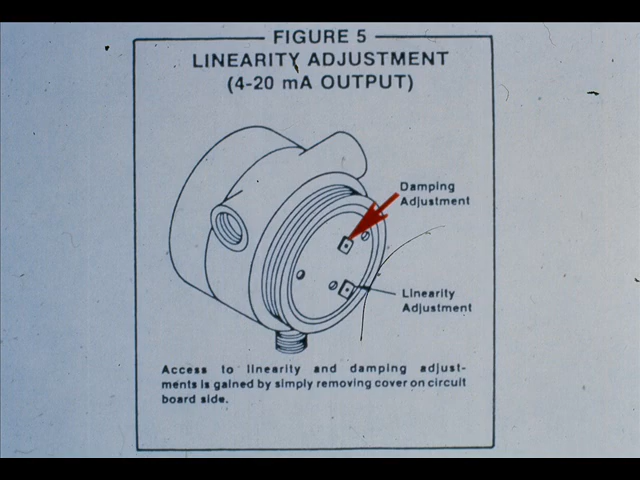 FIGURE 5
LINEARITY ADJUSTMENT
(4-20 mA OUTPUT)
Damping
Adjustment
Linearity
Adjustment
Access to linearity and damping adjust-
ments is gained by simply removing cover on circuit
board side.